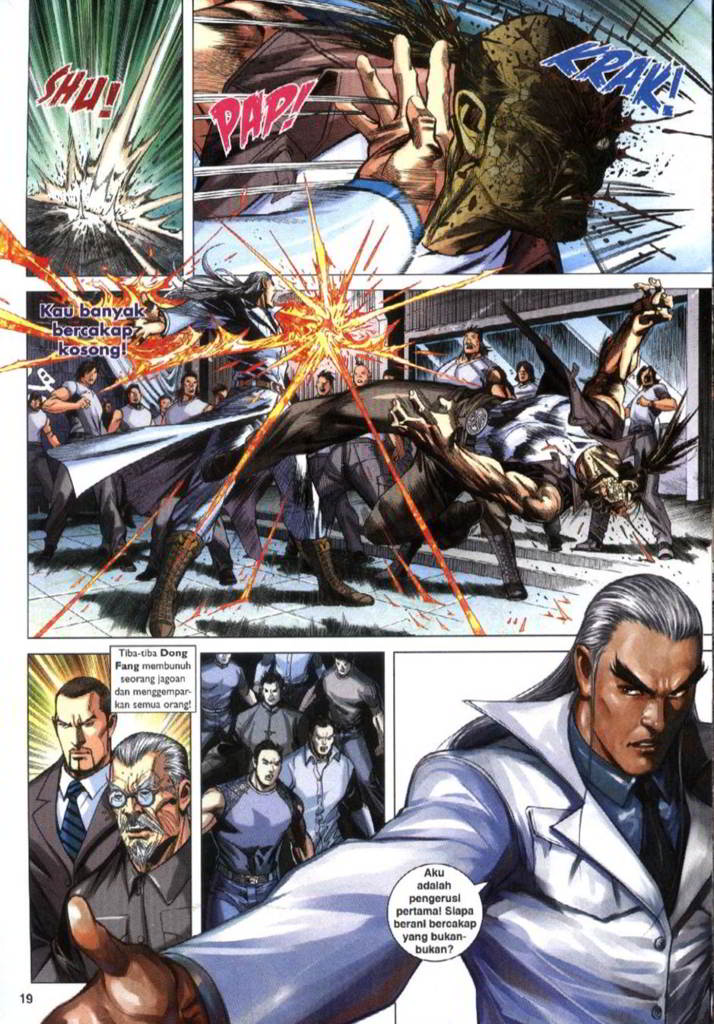 SHU!
PAP!
KRAK!
Kau banyak
bercakap
kosong!
Tiba-tiba Dong
Fang membunuh
seorang jagoan
dan menggempar-
kan semua orang!
Aku
adalah
pengerusi
pertama! Siapa
berani bercakap
yang bukan-
bukan?
19